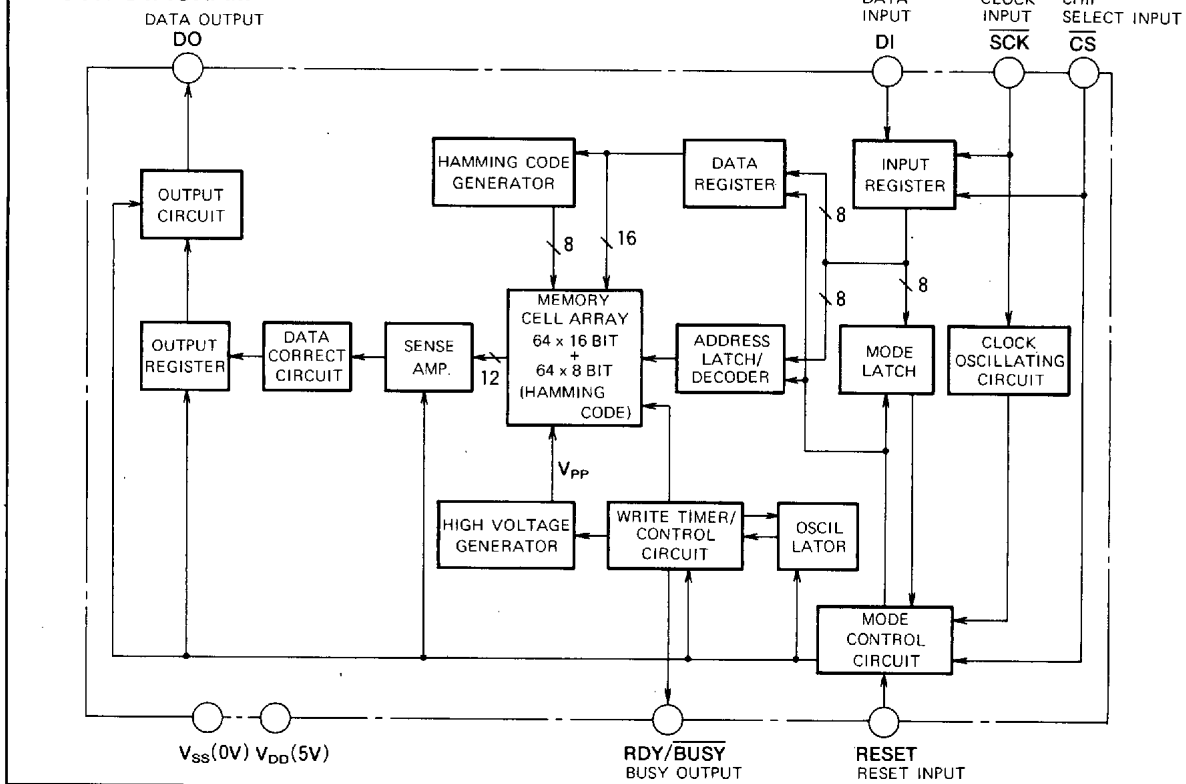 DATA OUTPUT
DO
DATA
INPUT
DI
CLOCK
INPUT
SCK
SELECT INPUT
CS
HAMMING CODE
GENERATOR
DATA
REGISTER
INPUT
REGISTER
OUTPUT
CIRCUIT
8
16
8
8
8
MEMORY
CELL ARRAY
64 x 16 BIT
+
64 x 8 BIT
(HAMMING
CODE)
OUTPUT
REGISTER
DATA
CORRECT
CIRCUIT
SENSE
AMP.
12
ADDRESS
LATCH/
DECODER
MODE
LATCH
CLOCK
OSCILLATING
CIRCUIT
VPP
HIGH VOLTAGE
GENERATOR
WRITE TIMER/
CONTROL
CIRCUIT
OSCIL
LATOR
MODE
CONTROL
CIRCUIT
VSS(0V) VDD(5V)
RDY/BUSY
BUSY OUTPUT
RESET
RESET INPUT